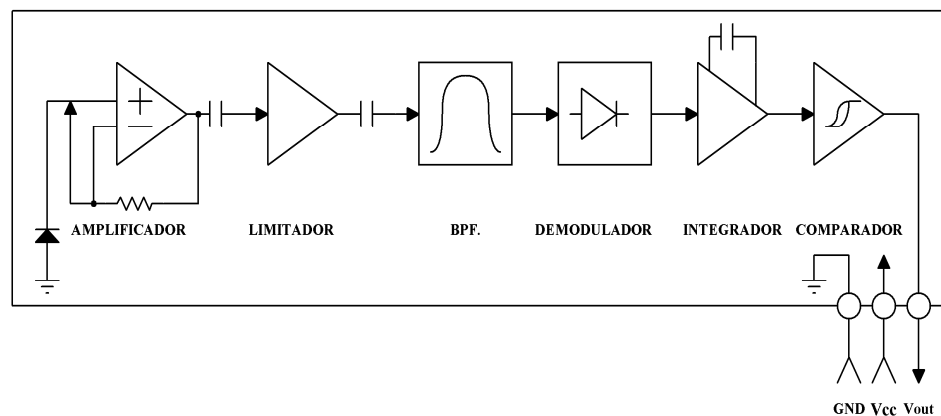 AMPLIFICADOR LIMITADOR BPF. DEMODULADOR INTEGRADOR COMPARADOR
GND Vcc Vout